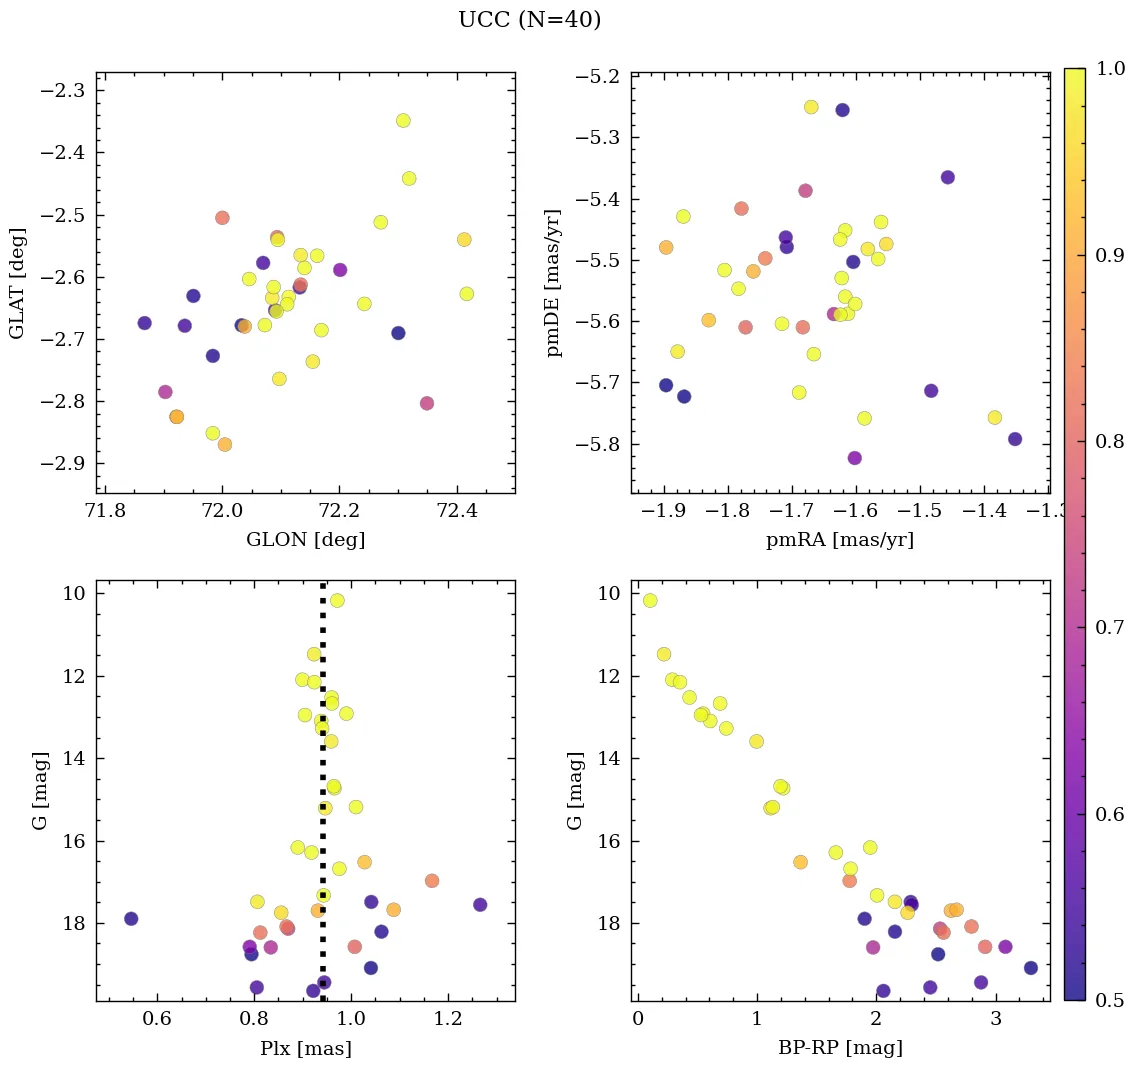 UCC (N=40)
−2.3
−2.4
−2.5
−2.6
−2.7
−2.8
−2.9
GLAT [deg]
71.8 72.0 72.2 72.4
GLON [deg]
−5.2
−5.3
−5.4
−5.5
−5.6
−5.7
−5.8
pmDE [mas/yr]
−1.9 −1.8 −1.7 −1.6 −1.5 −1.4
pmRA [mas/yr]
10
12
14
16
18
G [mag]
0.6 0.8 1.0 1.2
Plx [mas]
10
12
14
16
18
G [mag]
0 1 2 3
BP-RP [mag]
1.0
0.9
0.8
0.7
0.6
0.5